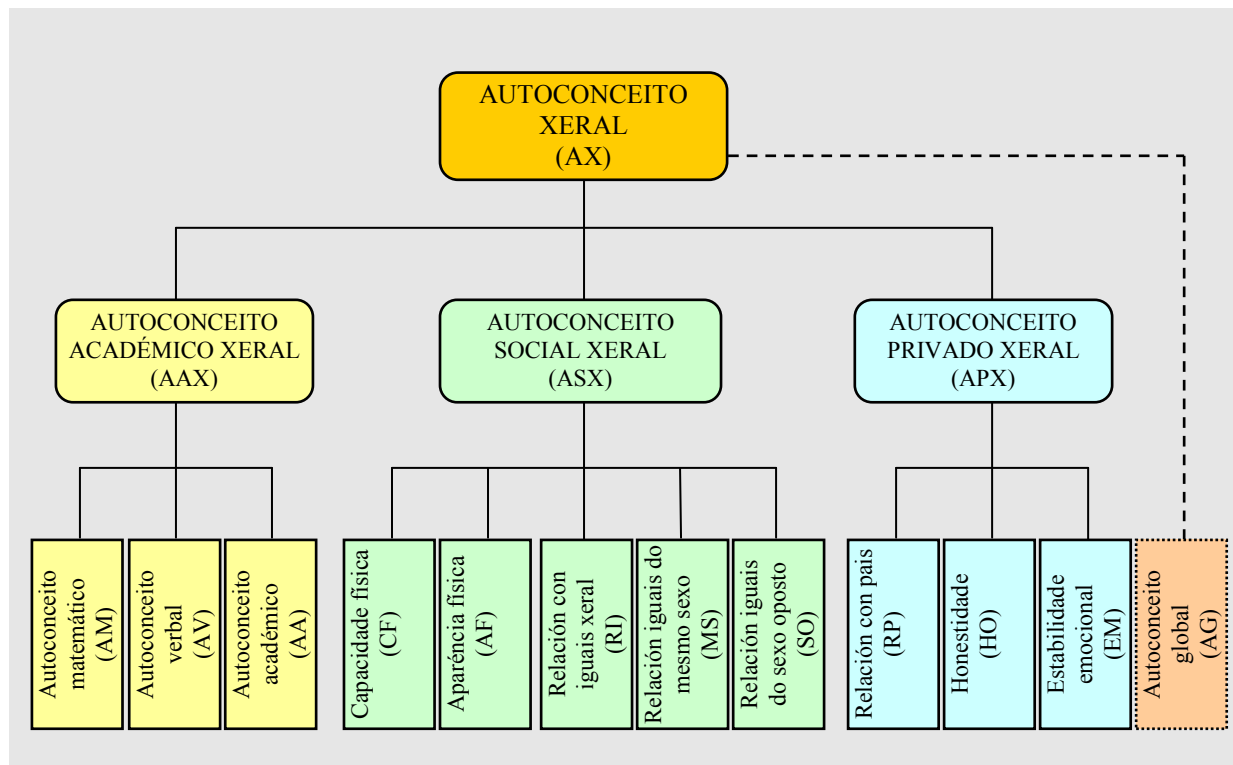 AUTOCONCEITO
XERAL
(AX)
AUTOCONCEITO
ACADÉMICO XERAL
(AAX)
AUTOCONCEITO
SOCIAL XERAL
(ASX)
AUTOCONCEITO
PRIVADO XERAL
(APX)
Autoconceito
matemático
(AM)
Autoconceito
verbal
(AV)
Autoconceito
académico
(AA)
Capacidade física
(CF)
Aparéncia física
(AF)
Relación con
iguais xeral
(RI)
Relación iguais do
mesmo sexo
(MS)
Relación iguais
do sexo oposto
(SO)
Relación con pais
(RP)
Honestidade
(HO)
Estabilidade
emocional
(EM)
Autoconceito
global
(AG)